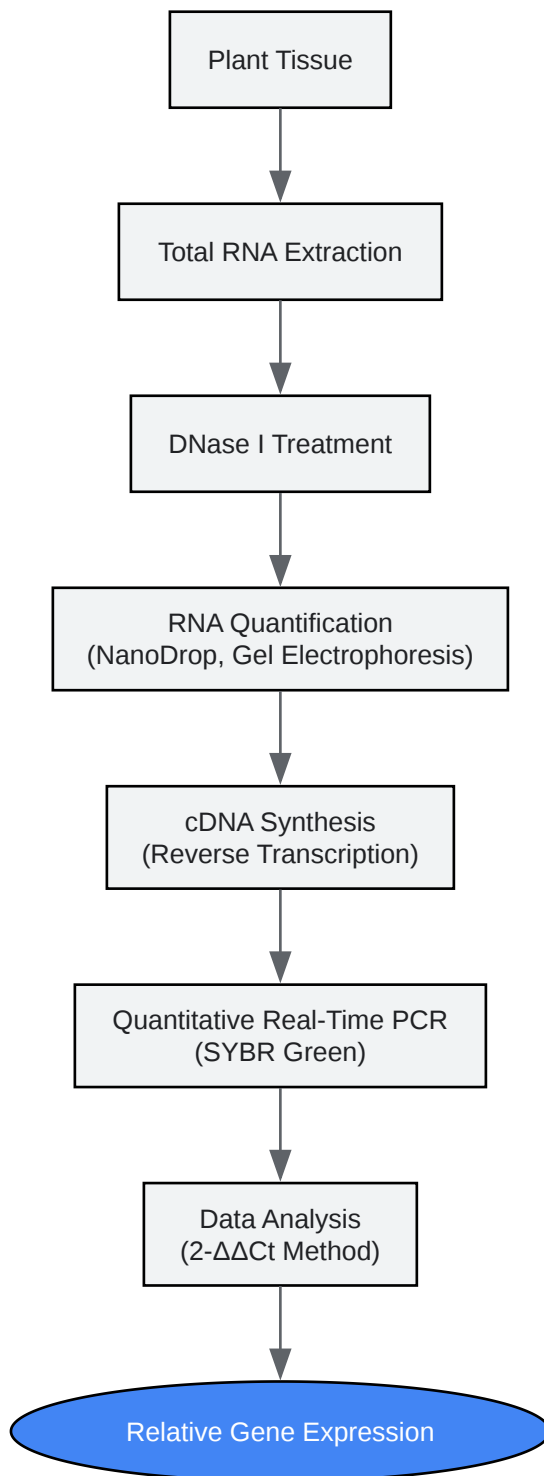 Plant Tissue
Total RNA Extraction
DNase I Treatment
RNA Quantification
(NanoDrop, Gel Electrophoresis)
cDNA Synthesis
(Reverse Transcription)
Quantitative Real-Time PCR
(SYBR Green)
Data Analysis
(2-ΔΔCt Method)
Relative Gene Expression